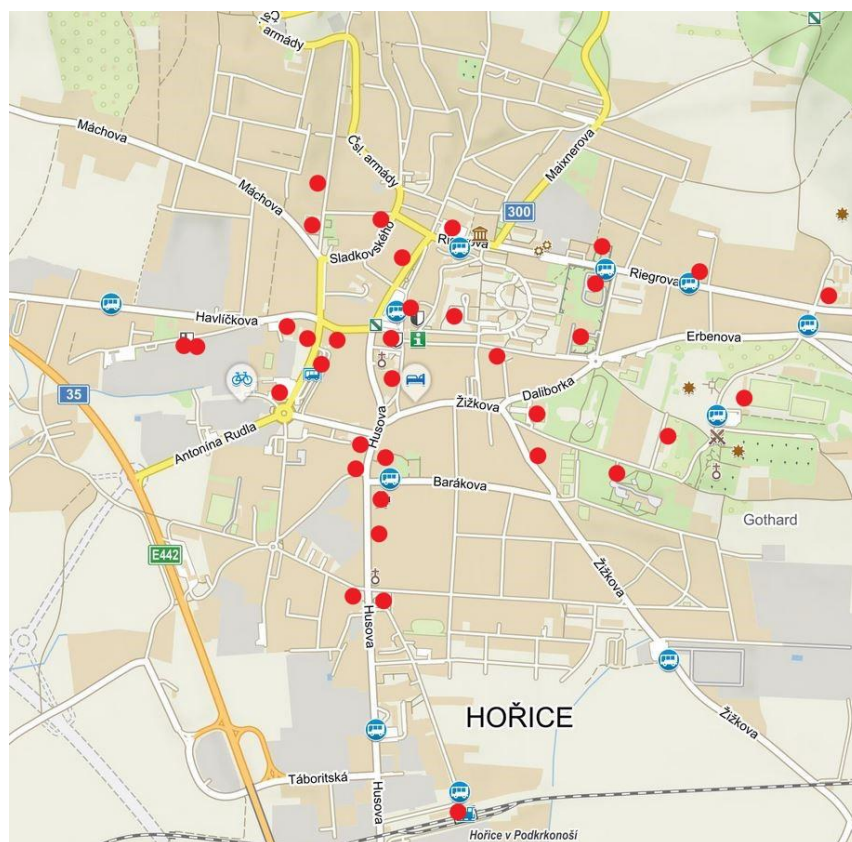 Čsl. armády
Máchova
Máchova
Čsl. armády
Maixnerova
300
Sladkovského
Riegrova
Riegrova
Havlíčkova
Erbenova
35
Daliborka
Žižkova
Husova
Antonína Rudla
Barákova
Gothard
E442
Žižkova
Husova
HOŘICE
Žižkova
Táboritská
Husova
Hořice v Podkrkonoší